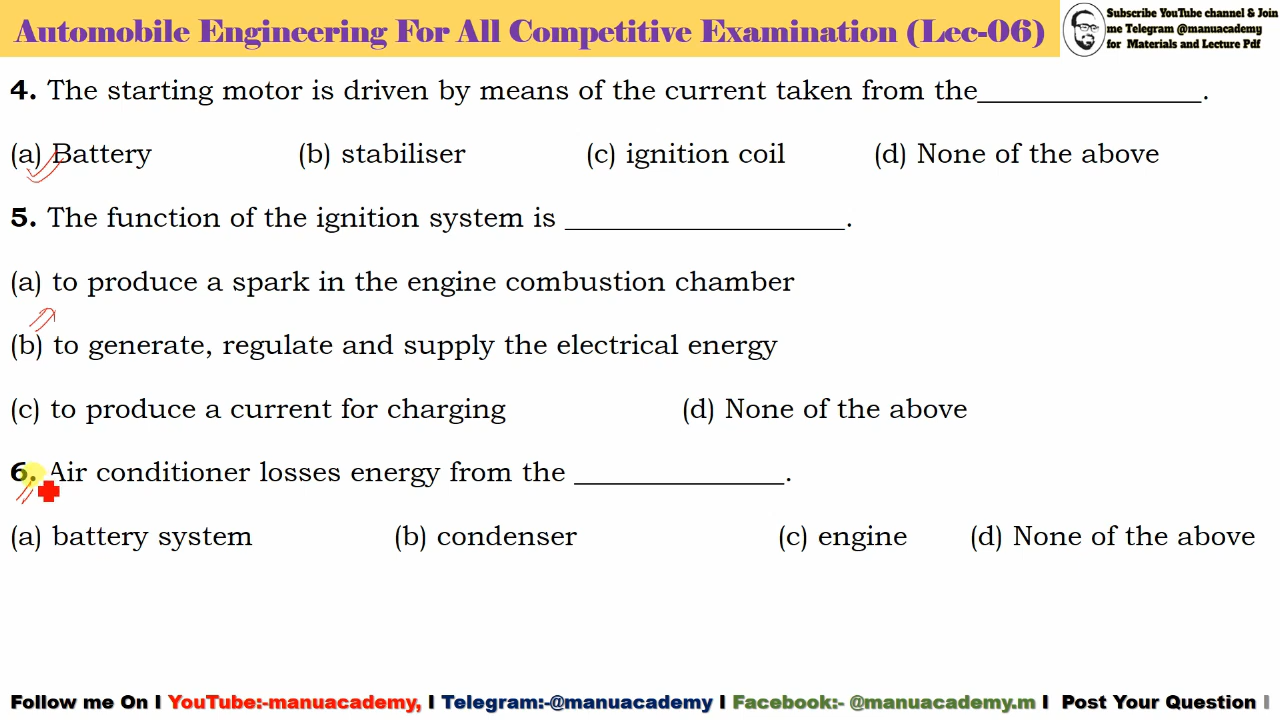 Automobile Engineering For All Competitive Examination (Lec-06)
Subscribe YouTube channel & Join
me Telegram @manuacademy
for Materials and Lecture Pdf
4. The starting motor is driven by means of the current taken from the________________.
(a) Battery (b) stabiliser (c) ignition coil (d) None of the above
5. The function of the ignition system is ____________________.
(a) to produce a spark in the engine combustion chamber
(b) to generate, regulate and supply the electrical energy
(c) to produce a current for charging (d) None of the above
6. Air conditioner losses energy from the _______________.
(a) battery system (b) condenser (c) engine (d) None of the above
Follow me On I YouTube:-manuacademy, I Telegram:-@manuacademy I Facebook:- @manuacademy.m I Post Your Question I